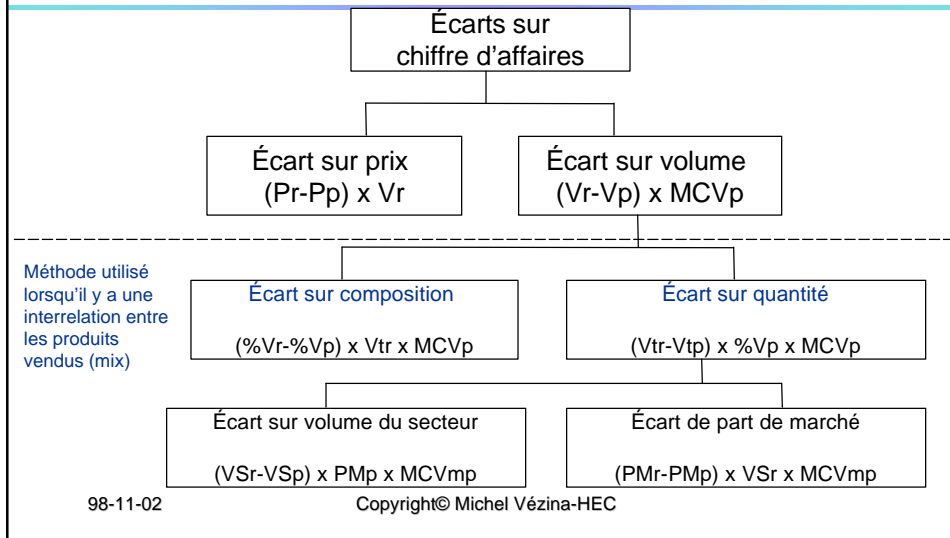 Écarts sur
chiffre d'affaires
Écart sur prix
(Pr-Pp) x Vr
Écart sur volume
(Vr-Vp) x MCVp
Méthode utilisé
lorsqu'il y a une
interrelation entre
les produits
vendus (mix)
Écart sur composition
(%Vr-%Vp) x Vtr x MCVp
Écart sur quantité
(Vtr-Vtp) x %Vp x MCVp
Écart sur volume du secteur
(VSr-VSp) x PMp x MCVmp
Écart de part de marché
(PMr-PMp) x VSr x MCVmp
98-11-02
Copyright© Michel Vézina-HEC